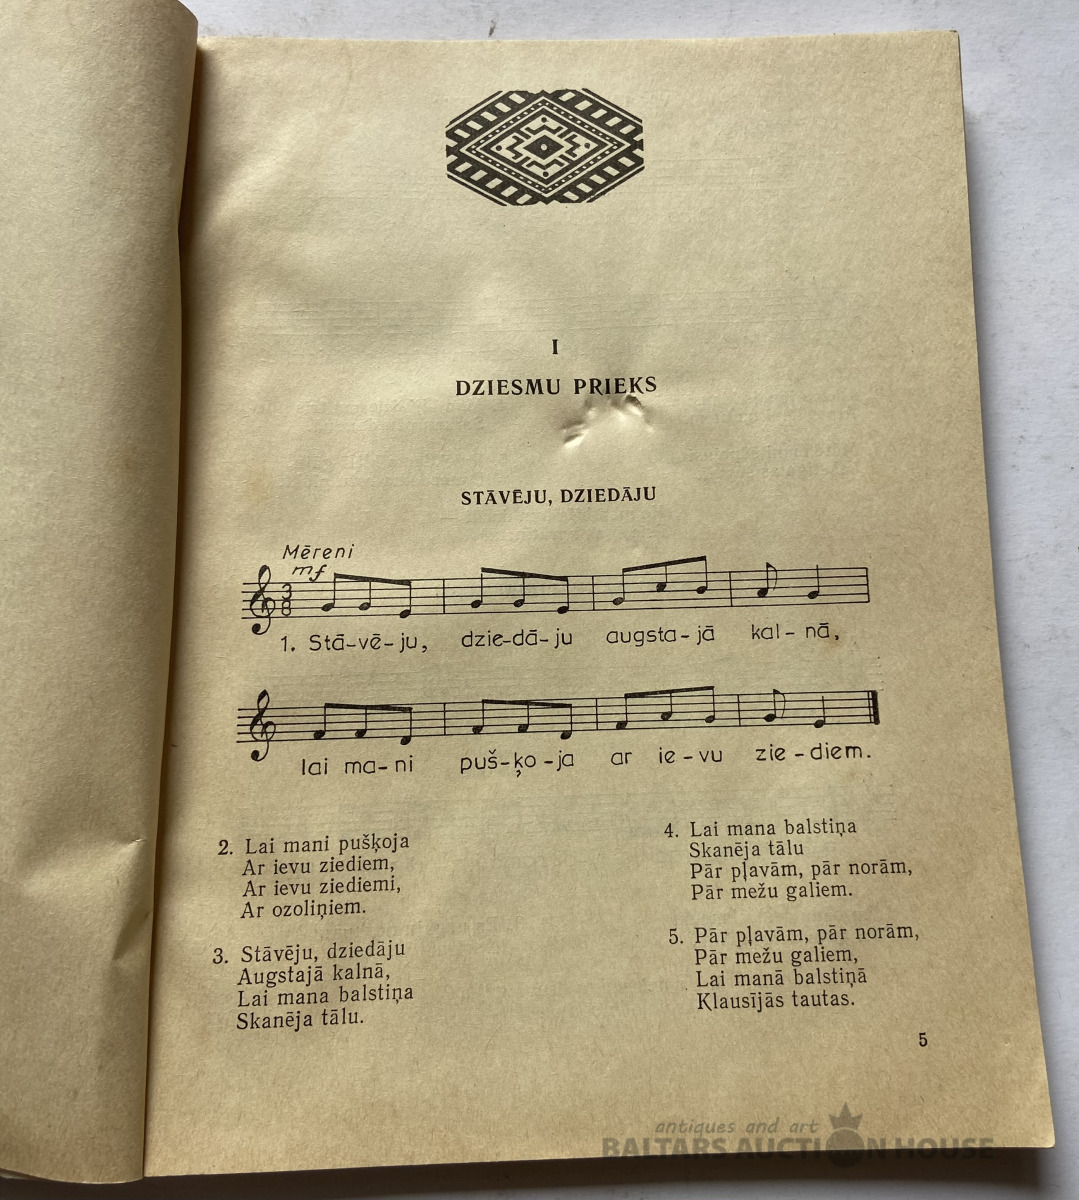 I
DZIESMU PRIEKS
STĀVĒJU, DZIEDĀJU
Mēreni
mf
3
8
1. Stā-vē-ju, dzie-dā-ju augsta-jā kal-nā,
lai ma-ni puš-ķo-ja ar ie-vu zie-diem.
2. Lai mani pušķoja
Ar ievu ziediem,
Ar ievu ziediemi,
Ar ozoliņiem.
3. Stāvēju, dziedāju
Augstajā kalnā,
Lai mana balstiņa
Skanēja tālu.
4. Lai mana balstiņa
Skanēja tālu
Pār pļavām, pār norām,
Pār mežu galiem.
5. Pār pļavām, pār norām,
Pār mežu galiem,
Lai manā balstiņā
Klausījās tautas.
5
antiques and art
BALTARS AUCTION HOUSE